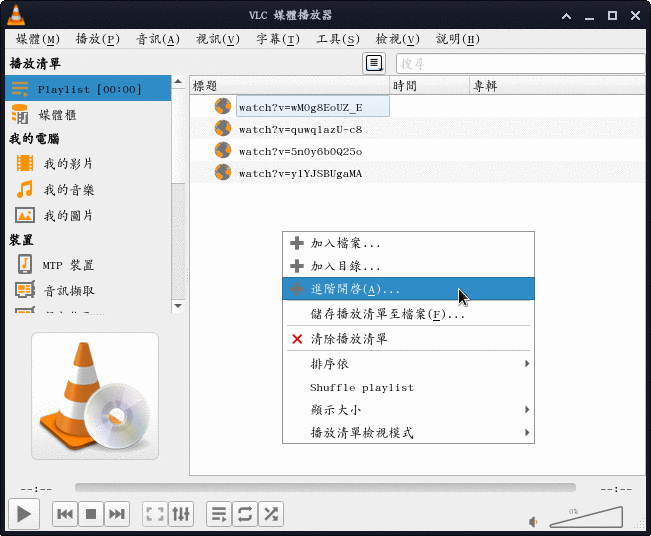 VLC 媒體播放器
媒體(M) 播放(P) 音訊(A) 視訊(V) 字幕(T) 工具(S) 檢視(V) 說明(H)
播放清單
搜尋
Playlist [00:00]
媒體櫃
我的電腦
我的影片
我的音樂
我的圖片
裝置
MTP 裝置
音訊擷取
標題 時間 專輯
watch?v=wMOg8EoUZ_E
watch?v=quwqlazU-c8
watch?v=5nOy6b0Q25o
watch?v=ylYJSBUgaMA
加入檔案...
加入目錄...
進階開啓(A)...
儲存播放清單至檔案(F)...
清除播放清單
排序依
Shuffle playlist
顯示大小
播放清單檢視模式
--:-- --:--
0%